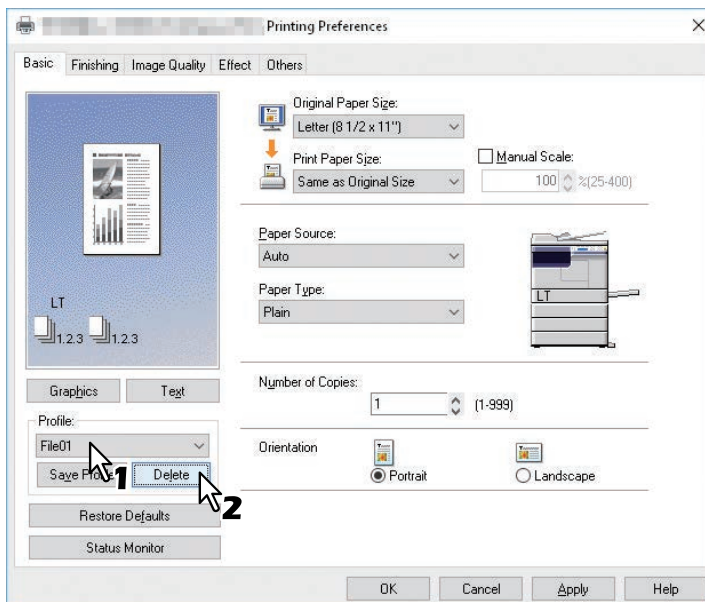 Printing Preferences
Basic Finishing Image Quality Effect Others
Original Paper Size:
Letter (8 1/2 x 11")
Print Paper Size:
Same as Original Size
Manual Scale:
100 %(25-400)
LT
1.2.3 1.2.3
Paper Source:
Auto
Paper Type:
Plain
LT
Graphics Text
Number of Copies:
1 (1-999)
Profile:
File01
Save Profile Delete
1 2
Orientation
Portrait Landscape
Restore Defaults
Status Monitor
OK Cancel Apply Help